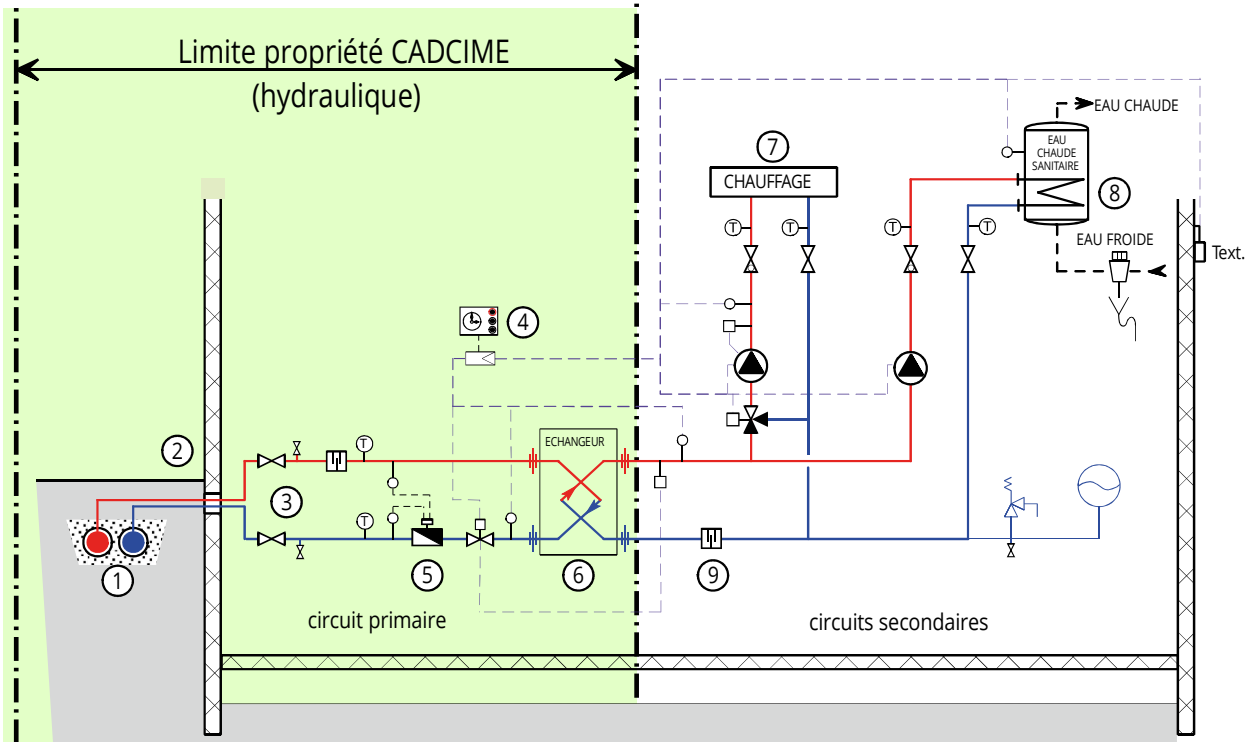 Limite propriété CADCIME
(hydraulique)
EAU CHAUDE
EAU
CHAUDE
SANITAIRE
7
CHAUFFAGE
8
T
T
T
T
EAU FROIDE
Text.
4
2
T
ECHANGEUR
3
T
1
5
6
9
circuit primaire
circuits secondaires